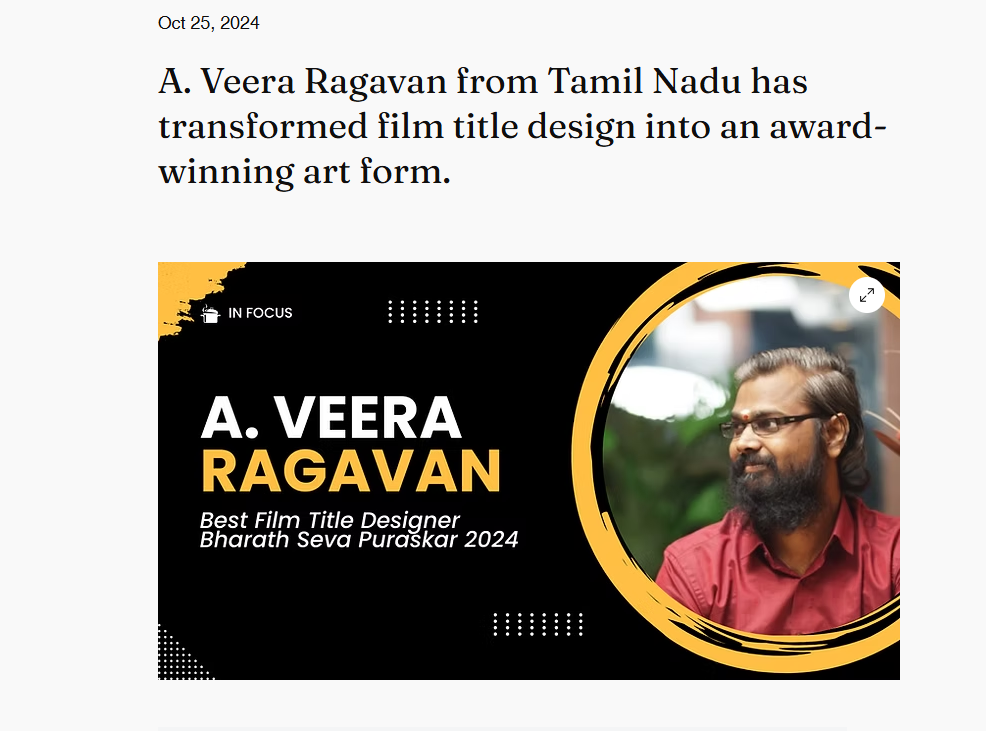 Oct 25, 2024
A. Veera Ragavan from Tamil Nadu has
transformed film title design into an award-
winning art form.
IN FOCUS
A. VEERA
RAGAVAN
Best Film Title Designer
Bharath Seva Puraskar 2024